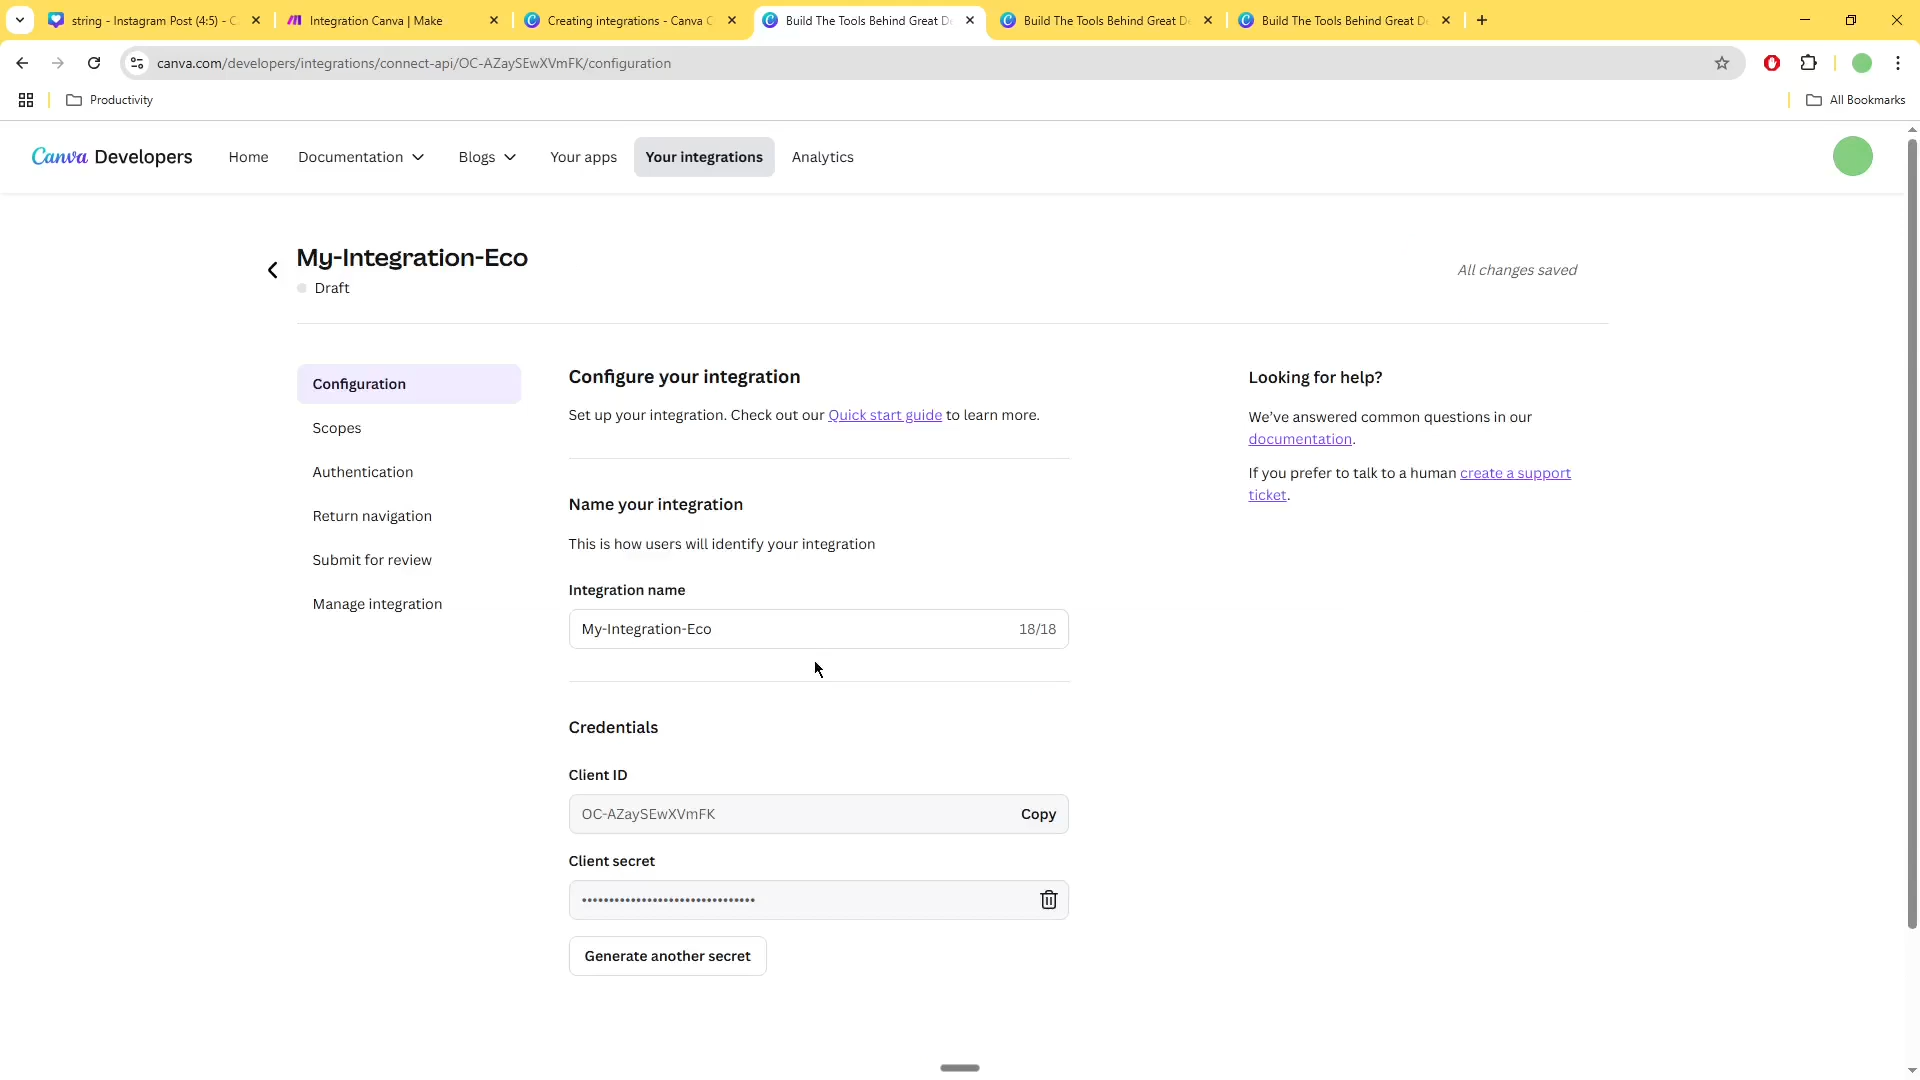 string - Instagram Post (4:5) - C
Integration Canva | Make
Creating integrations - Canva C
Build The Tools Behind Great De
Build The Tools Behind Great De
Build The Tools Behind Great De
canva.com/developers/integrations/connect-api/OC-AZaySEwXVmFK/configuration
Productivity
All Bookmarks
Canva Developers
Home
Documentation
Blogs
Your apps
Your integrations
Analytics
My-Integration-Eco
Draft
All changes saved
Configuration
Scopes
Authentication
Return navigation
Submit for review
Manage integration
Configure your integration
Set up your integration. Check out our Quick start guide to learn more.
Name your integration
This is how users will identify your integration
Integration name
My-Integration-Eco
18/18
Credentials
Client ID
OC-AZaySEwXVmFK
Copy
Client secret
••••••••••••••••••••••••••••••••
Generate another secret
Looking for help?
We've answered common questions in our
documentation.
If you prefer to talk to a human create a support
ticket.